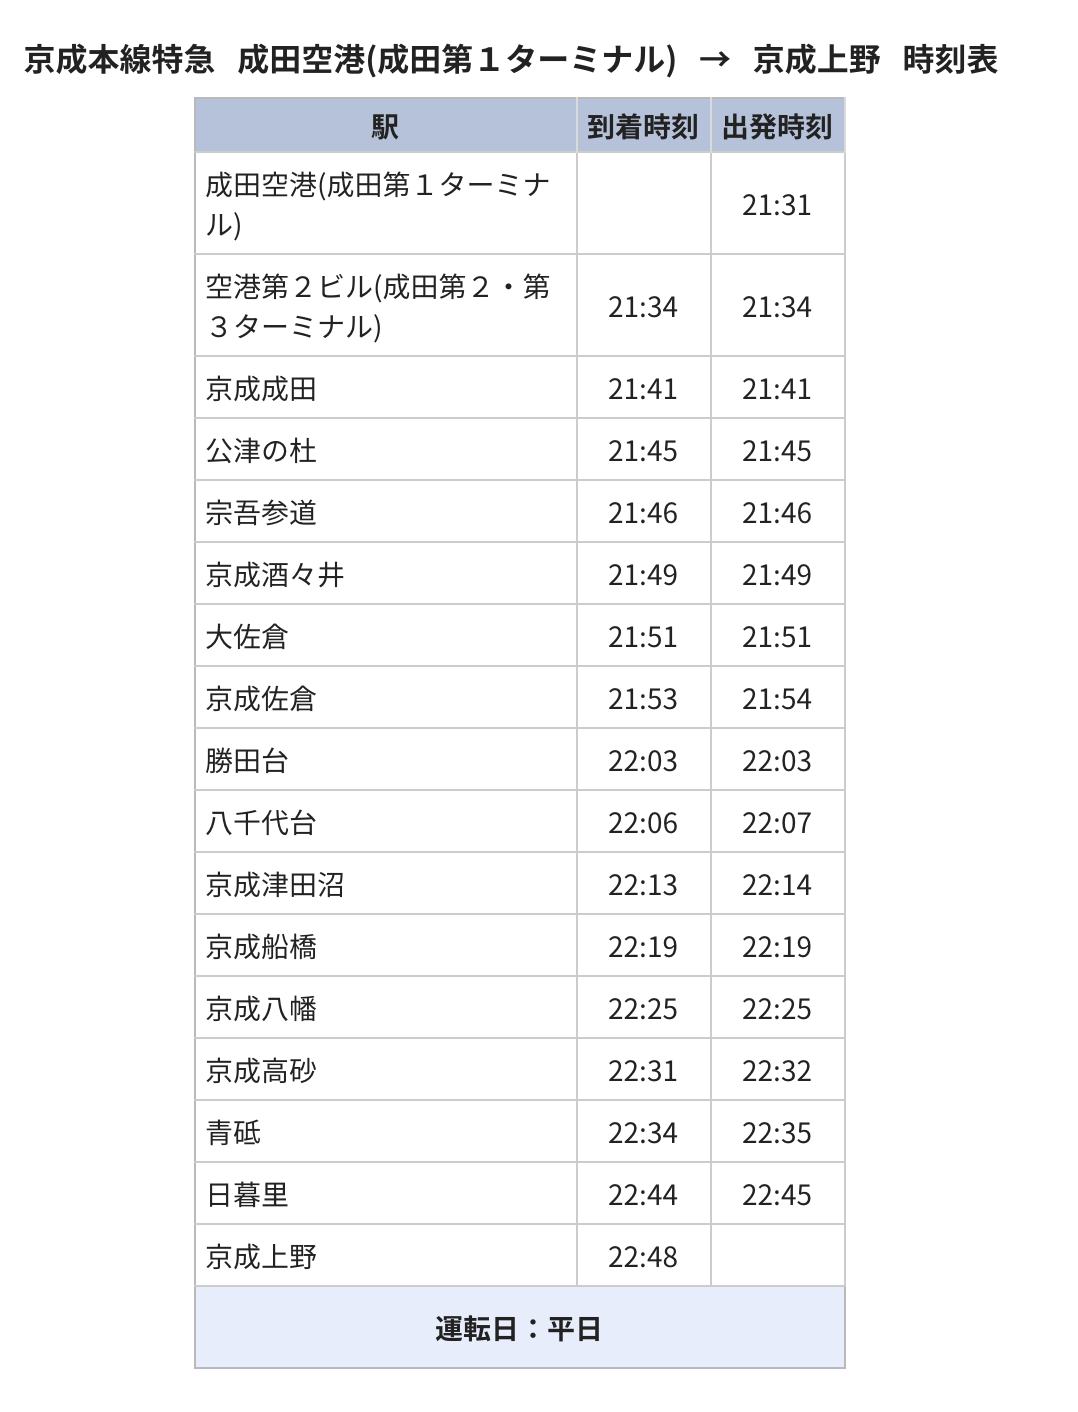 京成本線特急 成田空港(成田第１ターミナル) → 京成上野 時刻表
駅 到着時刻 出発時刻
成田空港(成田第１ターミナ
ル)
21:31
空港第２ビル(成田第２・第
３ターミナル)
21:34 21:34
京成成田 21:41 21:41
公津の杜 21:45 21:45
宗吾参道 21:46 21:46
京成酒々井 21:49 21:49
大佐倉 21:51 21:51
京成佐倉 21:53 21:54
勝田台 22:03 22:03
八千代台 22:06 22:07
京成津田沼 22:13 22:14
京成船橋 22:19 22:19
京成八幡 22:25 22:25
京成高砂 22:31 22:32
青砥 22:34 22:35
日暮里 22:44 22:45
京成上野 22:48
運転日：平日